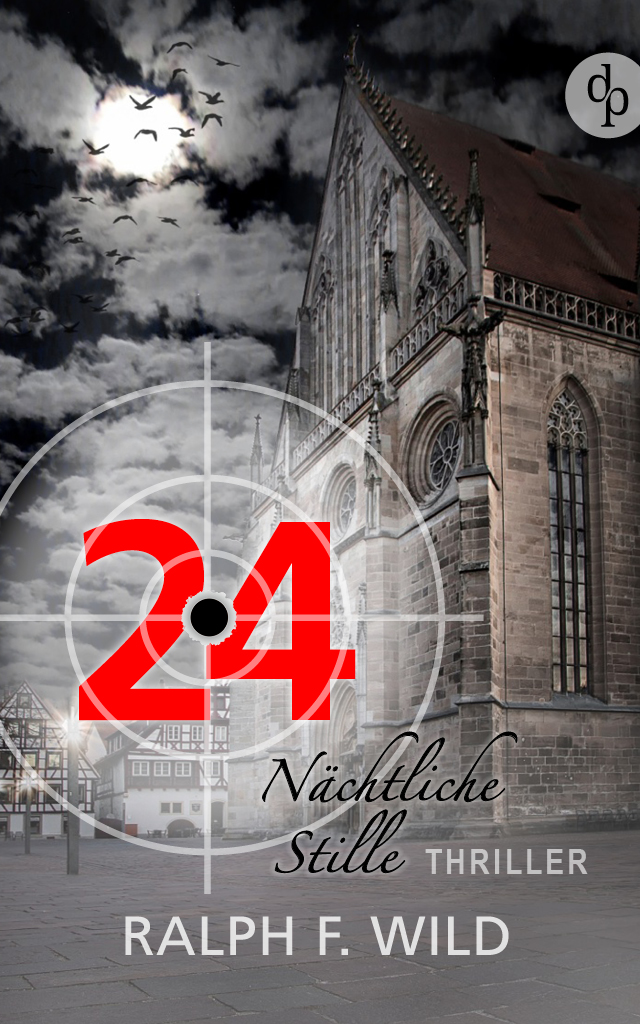 dp
24
Nächtliche
Stille THRILLER
RALPH F. WILD